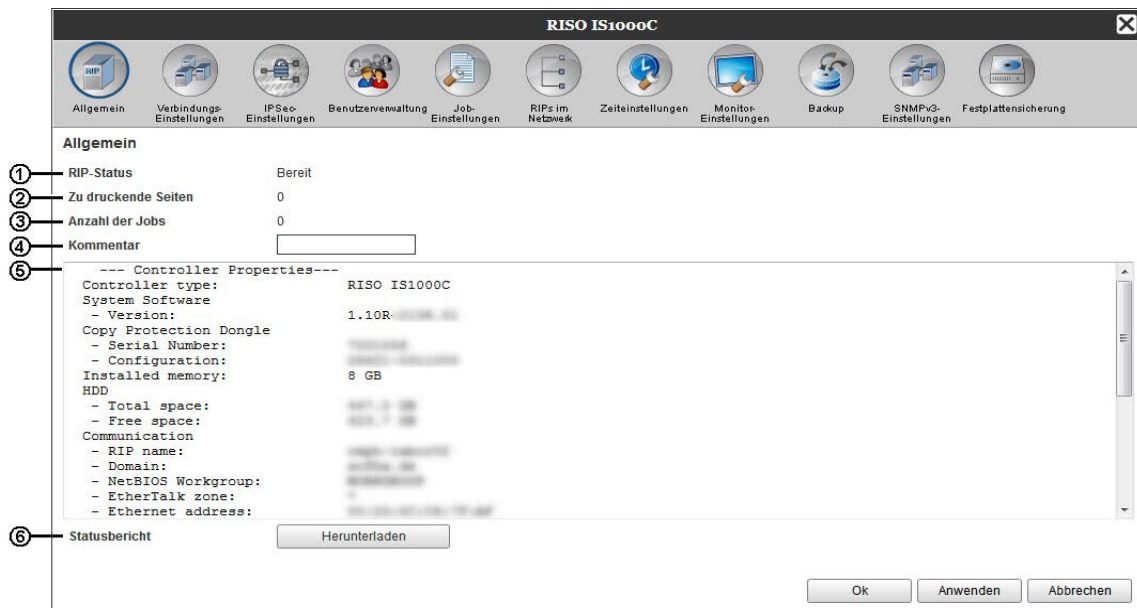 RISO IS1000C
RIP
Allgemein
Verbindungs-Einstellungen
IPSec-Einstellungen
Benutzerverwaltung
Job-Einstellungen
RIPs im Netzwerk
Zeiteinstellungen
Monitor-Einstellungen
Backup
SNMPv3-Einstellungen
Festplattensicherung
Allgemein
① RIP-Status Bereit
② Zu druckende Seiten 0
③ Anzahl der Jobs 0
④ Kommentar
⑤ --- Controller Properties---
Controller type: RISO IS1000C
System Software
- Version: 1.10R-
Copy Protection Dongle
- Serial Number:
- Configuration:
Installed memory: 8 GB
HDD
- Total space:
- Free space:
Communication
- RIP name:
- Domain:
- NetBIOS Workgroup:
- EtherTalk zone:
- Ethernet address:
⑥ Statusbericht Herunterladen
Ok Anwenden Abbrechen